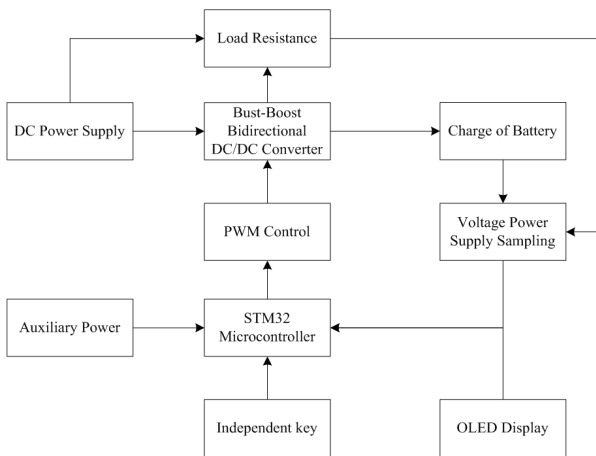 Load Resistance
DC Power Supply
Bust-Boost
Bidirectional
DC/DC Converter
Charge of Battery
PWM Control
Voltage Power
Supply Sampling
Auxiliary Power
STM32
Microcontroller
Independent key
OLED Display